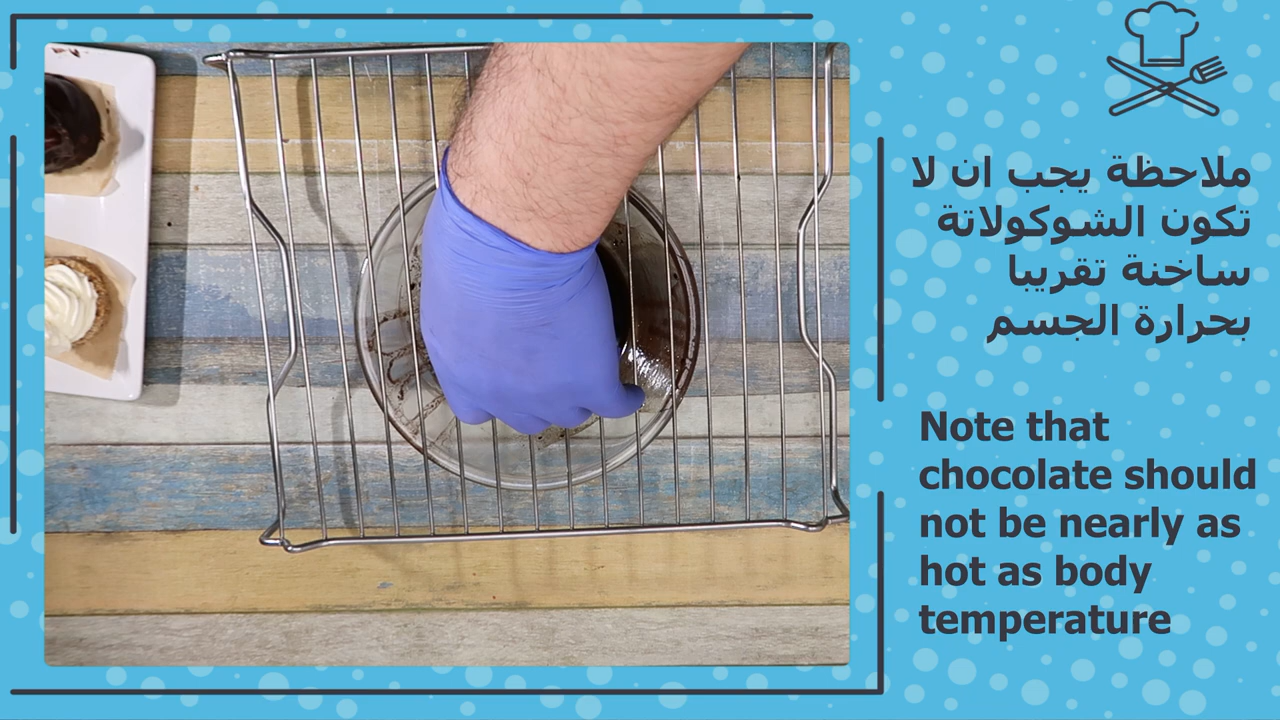 ملاحظة يجب ان لا
تكون الشوكولاتة
ساخنة تقريبا
بحرارة الجسم
Note that
chocolate should
not be nearly as
hot as body
temperature